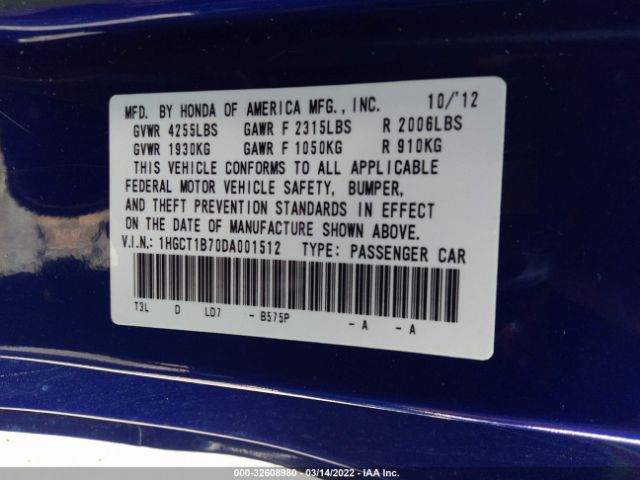 MFD. BY HONDA OF AMERICA MFG., INC. 10/'12
GVWR 4255LBS GAWR F 2315LBS R 2006LBS
GVWR 1930KG GAWR F 1050KG R 910KG
THIS VEHICLE CONFORMS TO ALL APPLICABLE
FEDERAL MOTOR VEHICLE SAFETY, BUMPER,
AND THEFT PREVENTION STANDARDS IN EFFECT
ON THE DATE OF MANUFACTURE SHOWN ABOVE.
V.I.N.: 1HGCT1B70DA001512 TYPE: PASSENGER CAR
T3L D LD7 - B575P - A - A
000-32608980 - 03/14/2022 - IAA Inc.